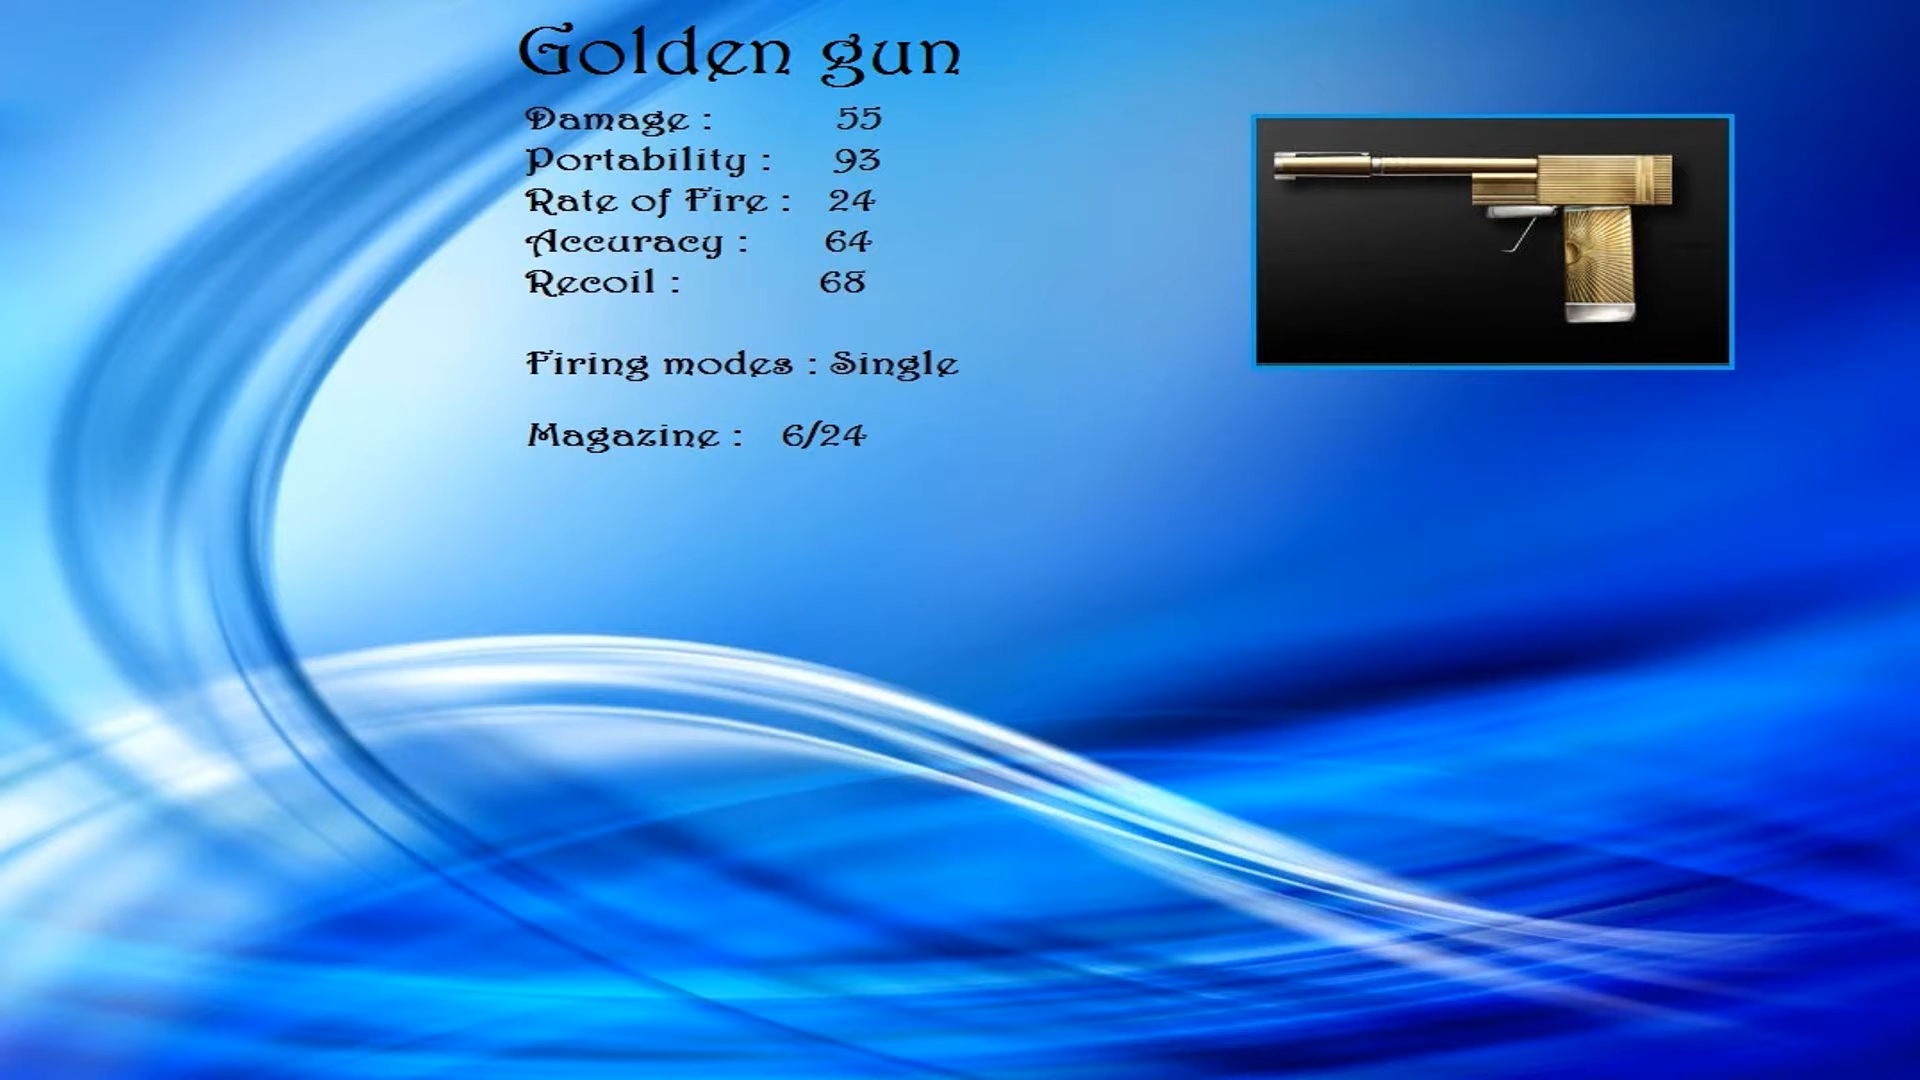 Golden gun
Damage : 55
Portability : 93
Rate of Fire : 24
Accuracy : 64
Recoil : 68
Firing modes : Single
Magazine : 6/24